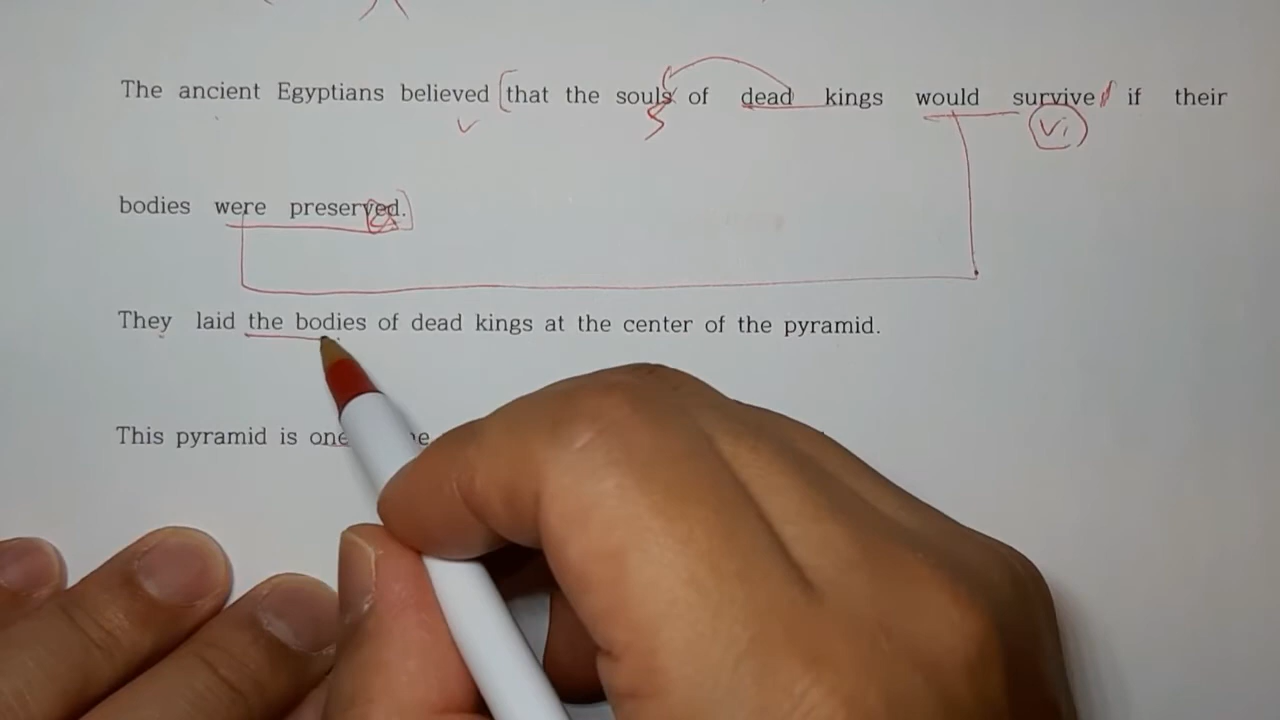 The ancient Egyptians believed [that the souls of dead kings would survive if their
v s Vi
bodies were preserved.]
They laid the bodies of dead kings at the center of the pyramid.
This pyramid is one